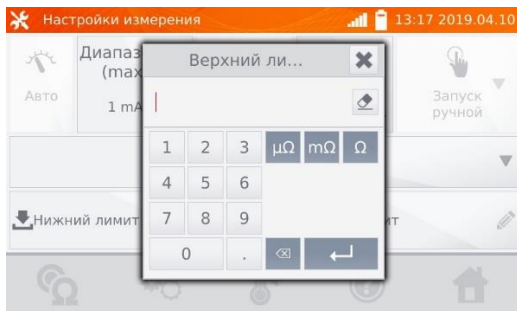 Настройки измерения 13:17 2019.04.10
Диапаз
(max
Авто
1 mA
Запуск
ручной
Верхний ли...
1 2 3 µΩ mΩ Ω
4 5 6
7 8 9
0 .
Нижний лимит
ит